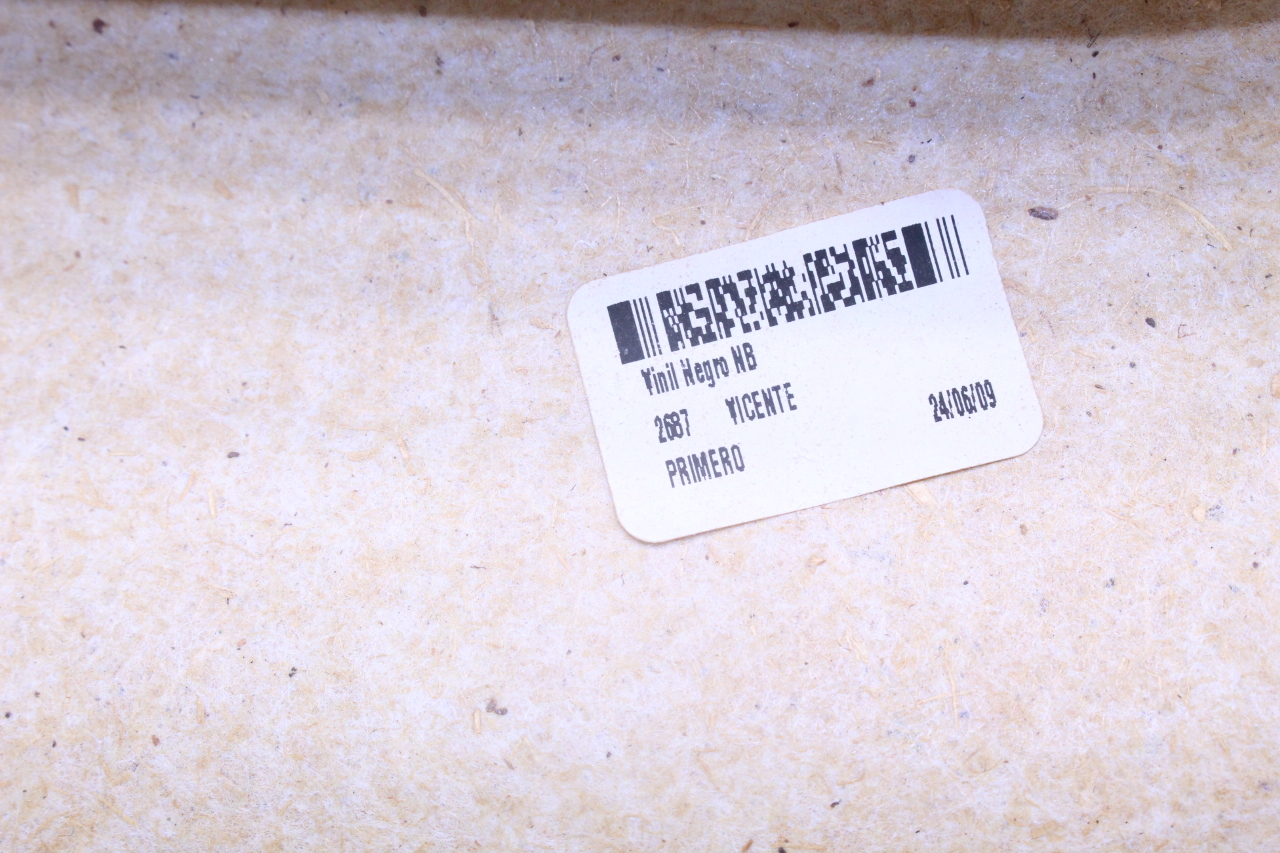 Vinil Negro NB
2687 VICENTE 24/06/09
PRIMERO